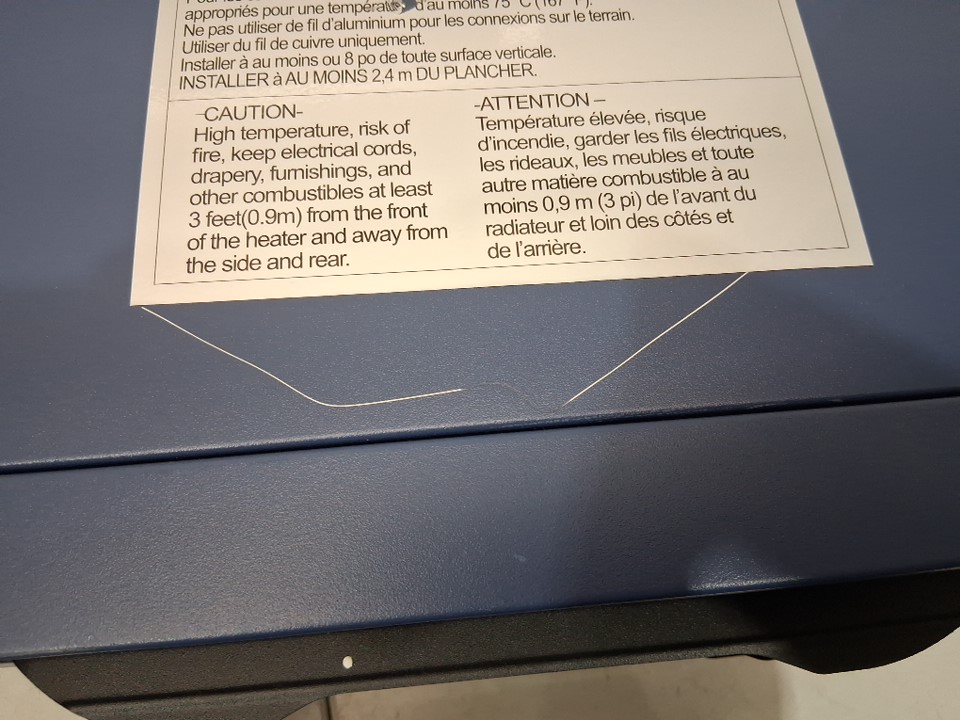 appropriés pour une température d'au moins 75 °C (167 °F).
Ne pas utiliser de fil d'aluminium pour les connexions sur le terrain.
Utiliser du fil de cuivre uniquement.
Installer à au moins ou 8 po de toute surface verticale.
INSTALLER à AU MOINS 2,4 m DU PLANCHER.
-CAUTION-
High temperature, risk of
fire, keep electrical cords,
drapery, furnishings, and
other combustibles at least
3 feet(0.9m) from the front
of the heater and away from
the side and rear.
-ATTENTION –
Température élevée, risque
d'incendie, garder les fils électriques,
les rideaux, les meubles et toute
autre matière combustible à au
moins 0,9 m (3 pi) de l'avant du
radiateur et loin des côtés et
de l'arrière.